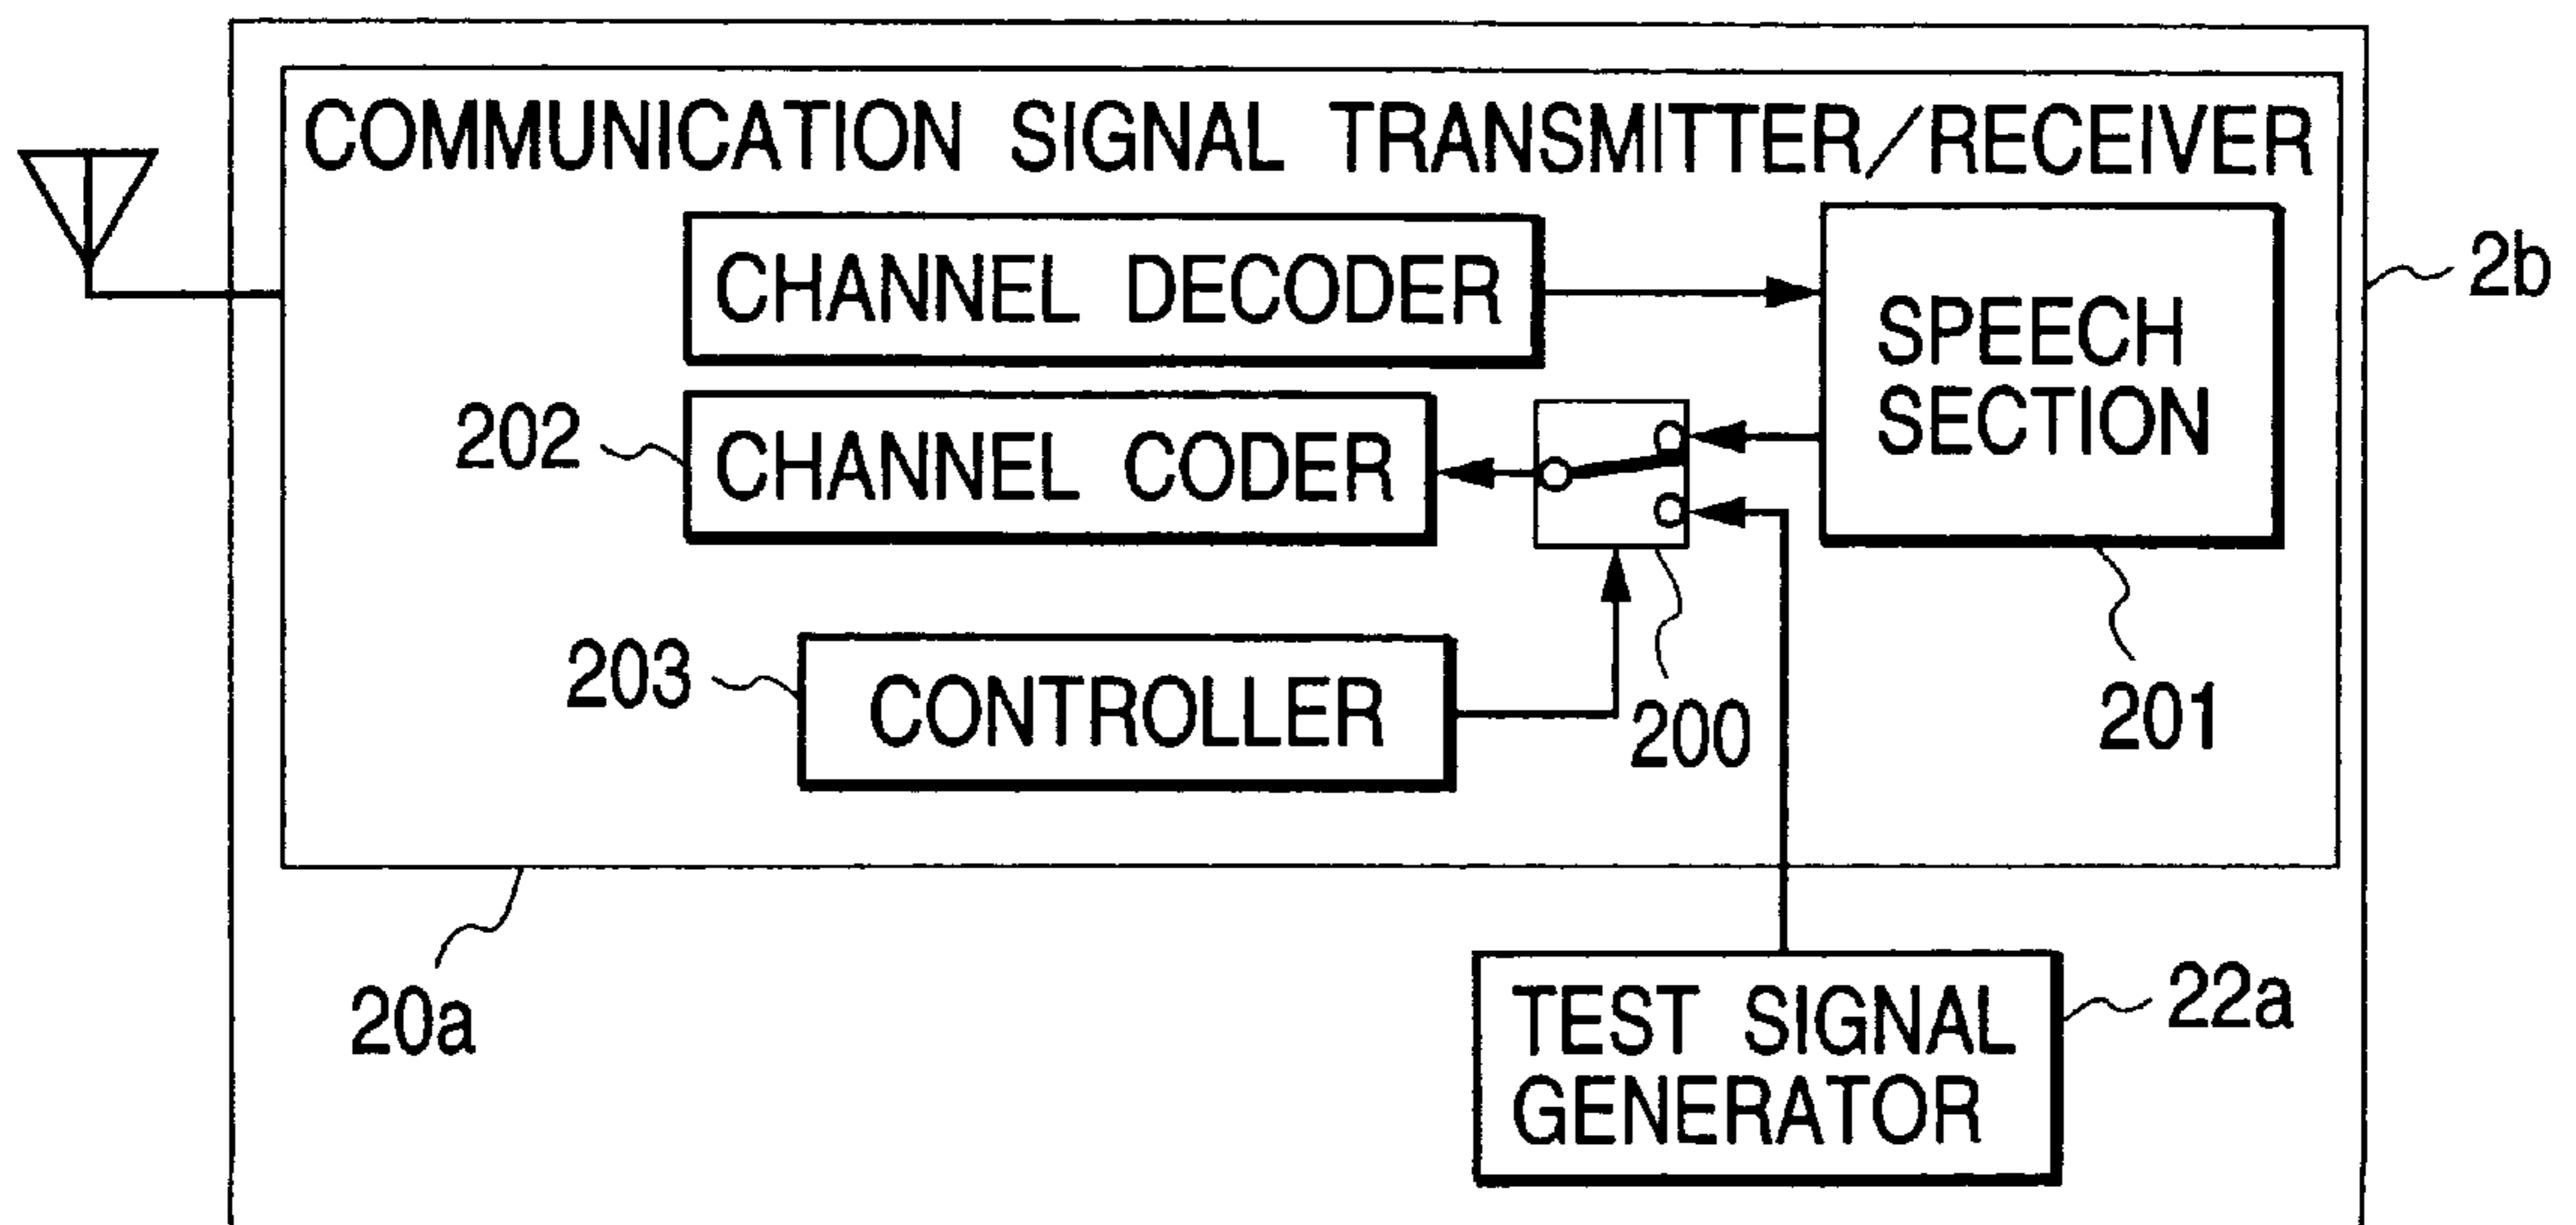 COMMUNICATION SIGNAL TRANSMITTER/RECEIVER
CHANNEL DECODER
SPEECH
SECTION
2b
202
CHANNEL CODER
203
CONTROLLER
200
201
20a
TEST SIGNAL
GENERATOR
22a